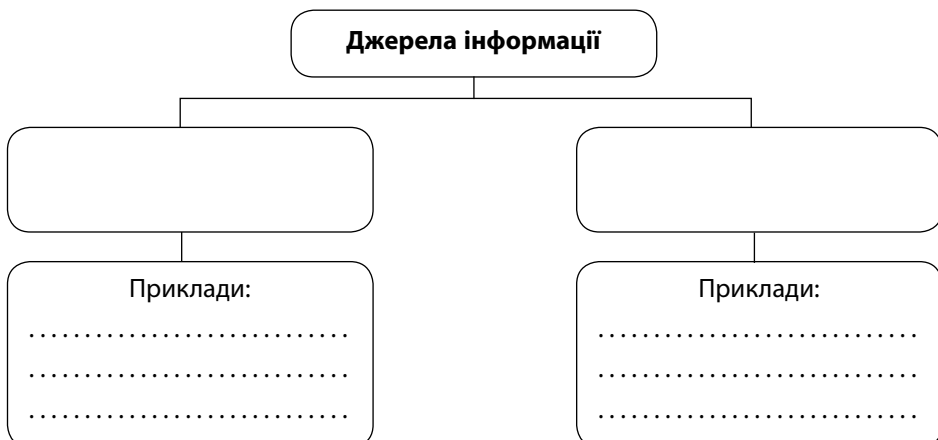 Джерела інформації
Приклади:
. . . . . . . . . . . . . . . . . . . . . . . . . . . . .
. . . . . . . . . . . . . . . . . . . . . . . . . . . . .
. . . . . . . . . . . . . . . . . . . . . . . . . . . . .
Приклади:
. . . . . . . . . . . . . . . . . . . . . . . . . . . . .
. . . . . . . . . . . . . . . . . . . . . . . . . . . . .
. . . . . . . . . . . . . . . . . . . . . . . . . . . . .